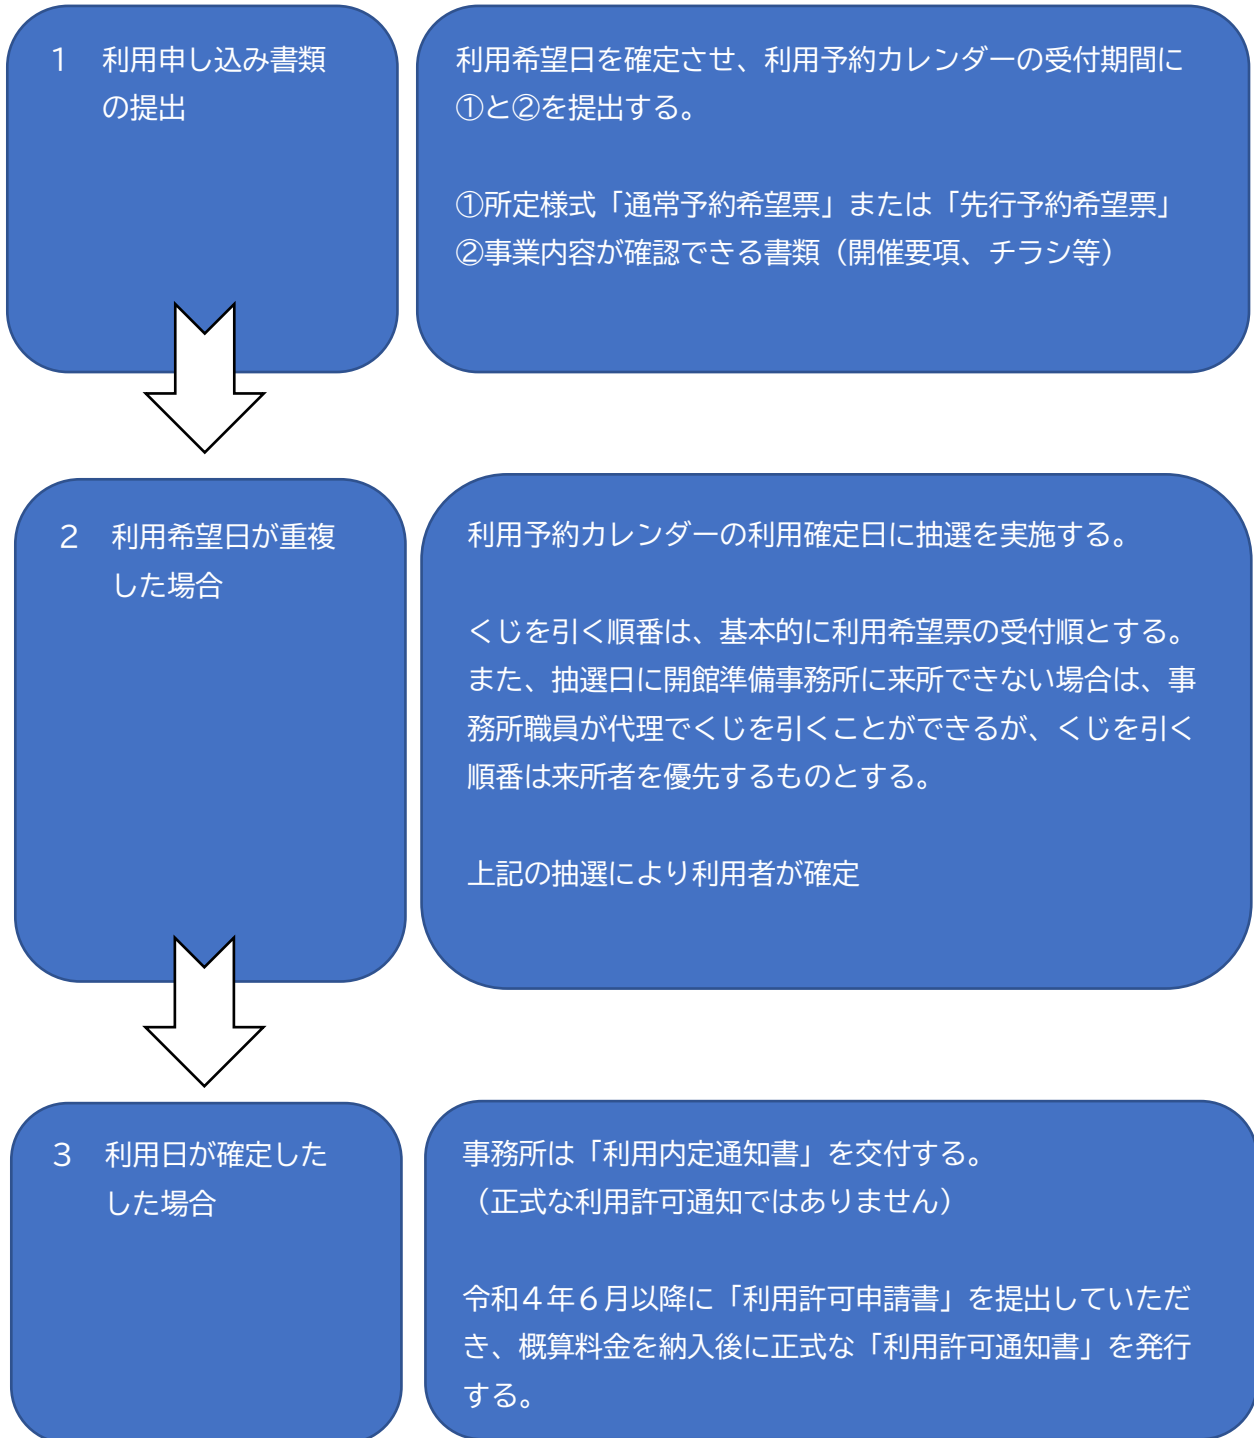 １　利用申し込み書類
の提出
利用希望日を確定させ、利用予約カレンダーの受付期間に
①と②を提出する。
①所定様式「通常予約希望票」または「先行予約希望票」
②事業内容が確認できる書類（開催要項、チラシ等）
２　利用希望日が重複
した場合
利用予約カレンダーの利用確定日に抽選を実施する。
くじを引く順番は、基本的に利用希望票の受付順とする。
また、抽選日に開館準備事務所に来所できない場合は、事
務所職員が代理でくじを引くことができるが、くじを引く
順番は来所者を優先するものとする。
上記の抽選により利用者が確定
３　利用日が確定した
した場合
事務所は「利用内定通知書」を交付する。
（正式な利用許可通知ではありません）
令和４年６月以降に「利用許可申請書」を提出していただ
き、概算料金を納入後に正式な「利用許可通知書」を発行
する。